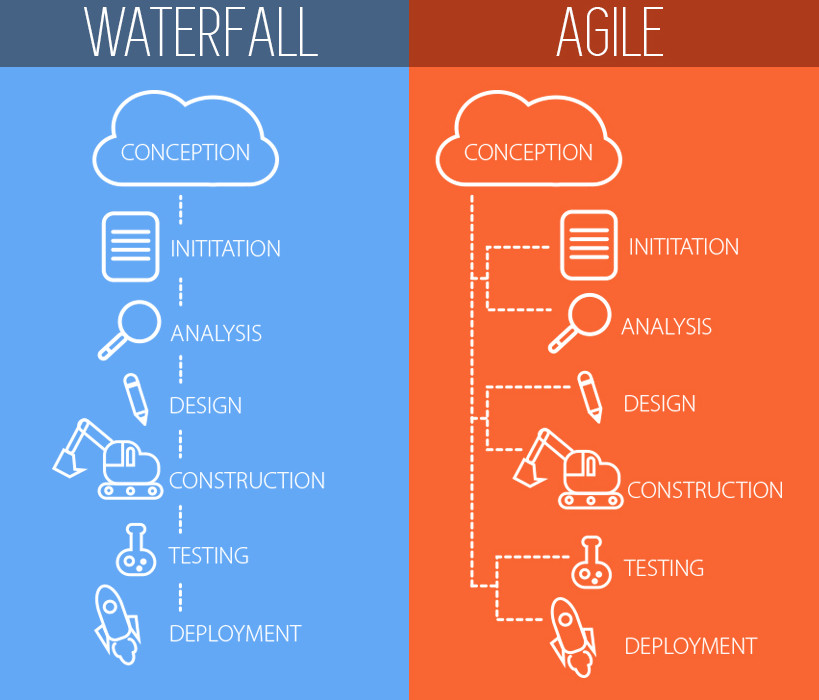 WATERFALL
CONCEPTION
INITITATION
ANALYSIS
DESIGN
CONSTRUCTION
TESTING
DEPLOYMENT
AGILE
CONCEPTION
INITITATION
ANALYSIS
DESIGN
CONSTRUCTION
TESTING
DEPLOYMENT